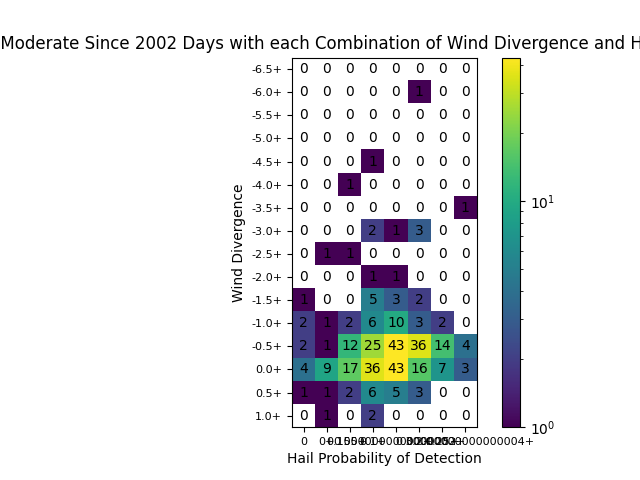 Moderate Since 2002 Days with each Combination of Wind Divergence and H
-6.5+ 0 0 0 0 0 0 0 0
-6.0+ 0 0 0 0 0 1 0 0
-5.5+ 0 0 0 0 0 0 0 0
-5.0+ 0 0 0 0 0 0 0 0
-4.5+ 0 0 0 1 0 0 0 0
-4.0+ 0 0 1 0 0 0 0 0
-3.5+ 0 0 0 0 0 0 0 1
-3.0+ 0 0 0 2 1 3 0 0
-2.5+ 0 1 1 0 0 0 0 0
-2.0+ 0 0 0 1 1 0 0 0
-1.5+ 1 0 0 5 3 2 0 0
-1.0+ 2 1 2 6 10 3 2 0
-0.5+ 2 1 12 25 43 36 14 4
0.0+ 4 9 17 36 43 16 7 3
0.5+ 1 1 2 6 5 3 0 0
1.0+ 0 1 0 2 0 0 0 0
Wind Divergence
0
Hail Probability of Detection
10¹
10⁰